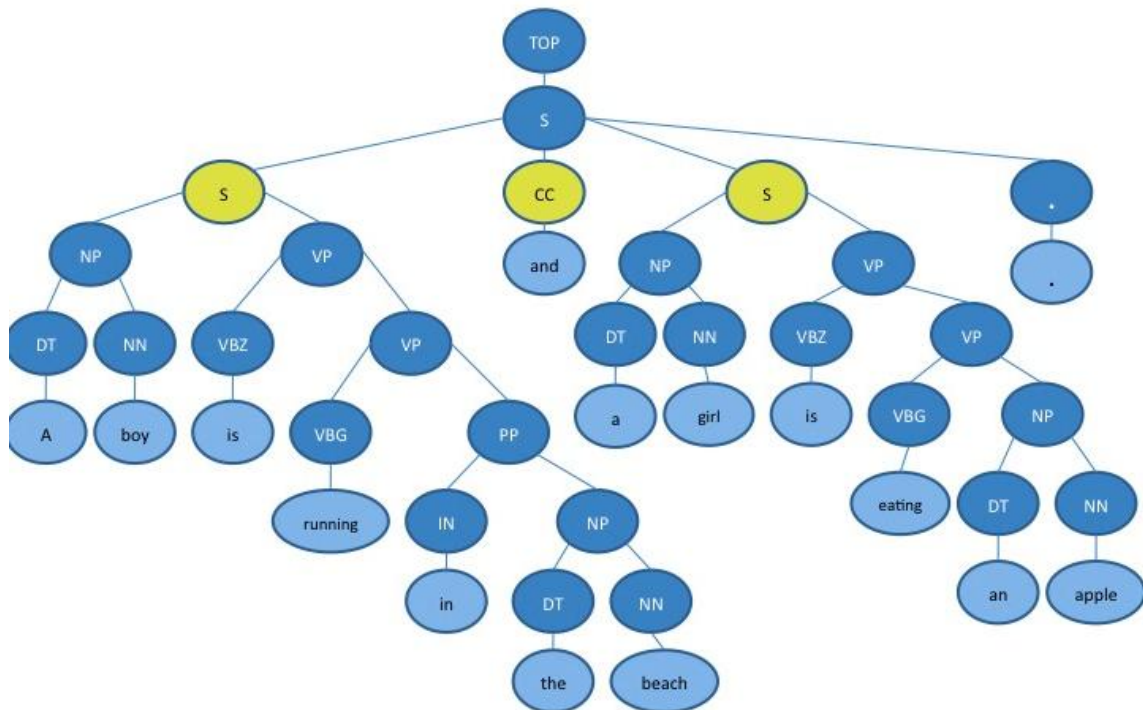 TOP
S
S CC S .
NP VP and NP VP .
DT NN VBZ VP DT NN VBZ VP
A boy is VBG PP a girl is VBG NP
running IN NP eating DT NN
in DT NN an apple
the beach